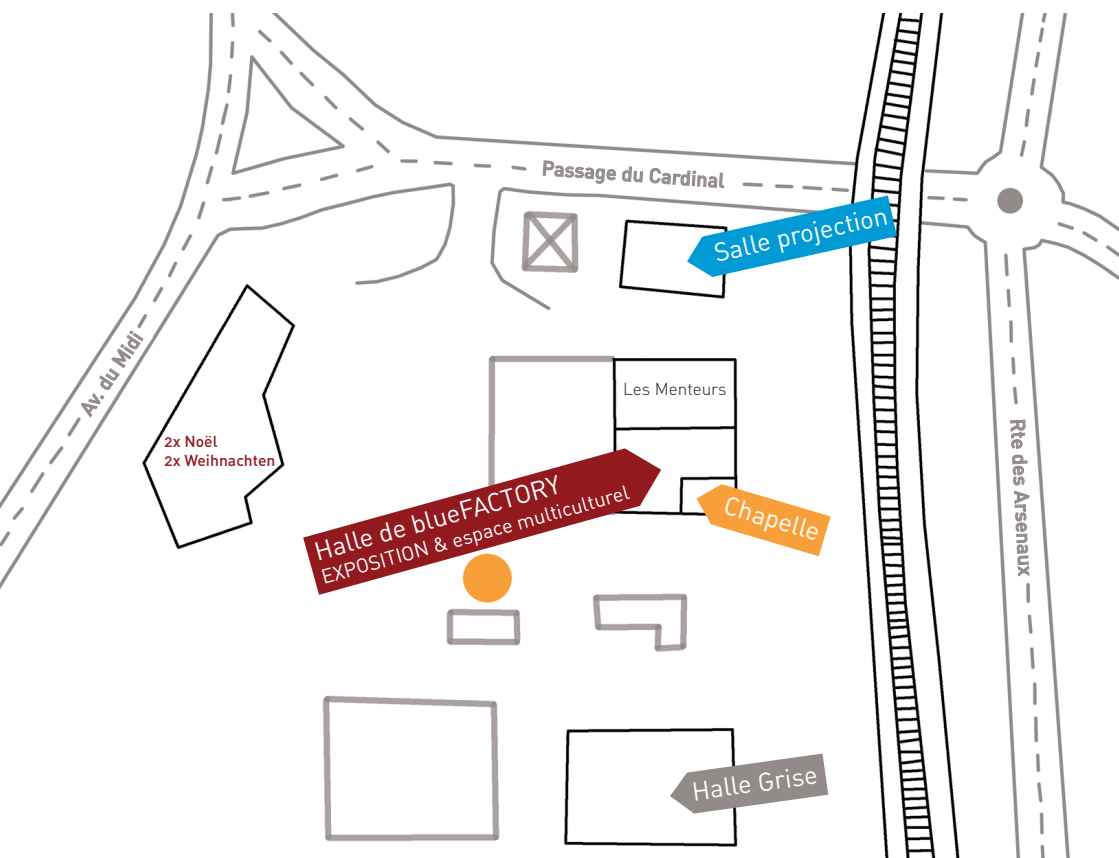 Passage du Cardinal
Salle projection
Av. du Midi
Les Menteurs
2x Noël
2x Weihnachten
Halle de blueFACTORY
EXPOSITION & espace multiculturel
Chapelle
Rte des Arsenaux
Halle Grise